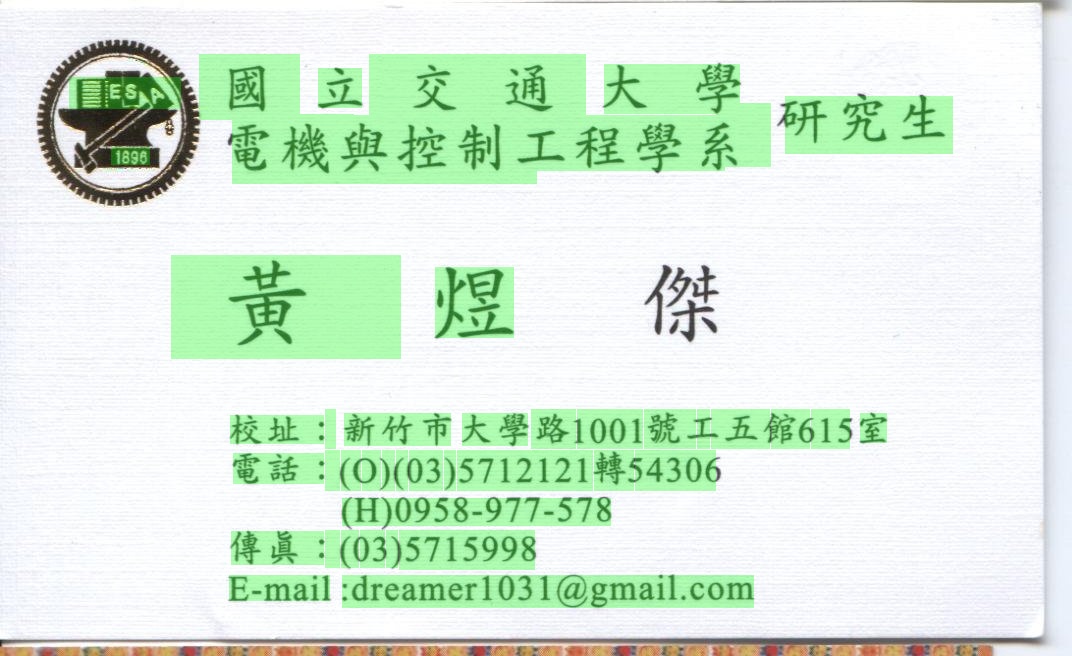 ESA
1896
國立交通大學
電機與控制工程學系 研究生
黃煜傑
校址：新竹市大學路1001號工五館615室
電話：(O)(03)5712121轉54306
(H)0958-977-578
傳真：(03)5715998
E-mail :dreamer1031@gmail.com